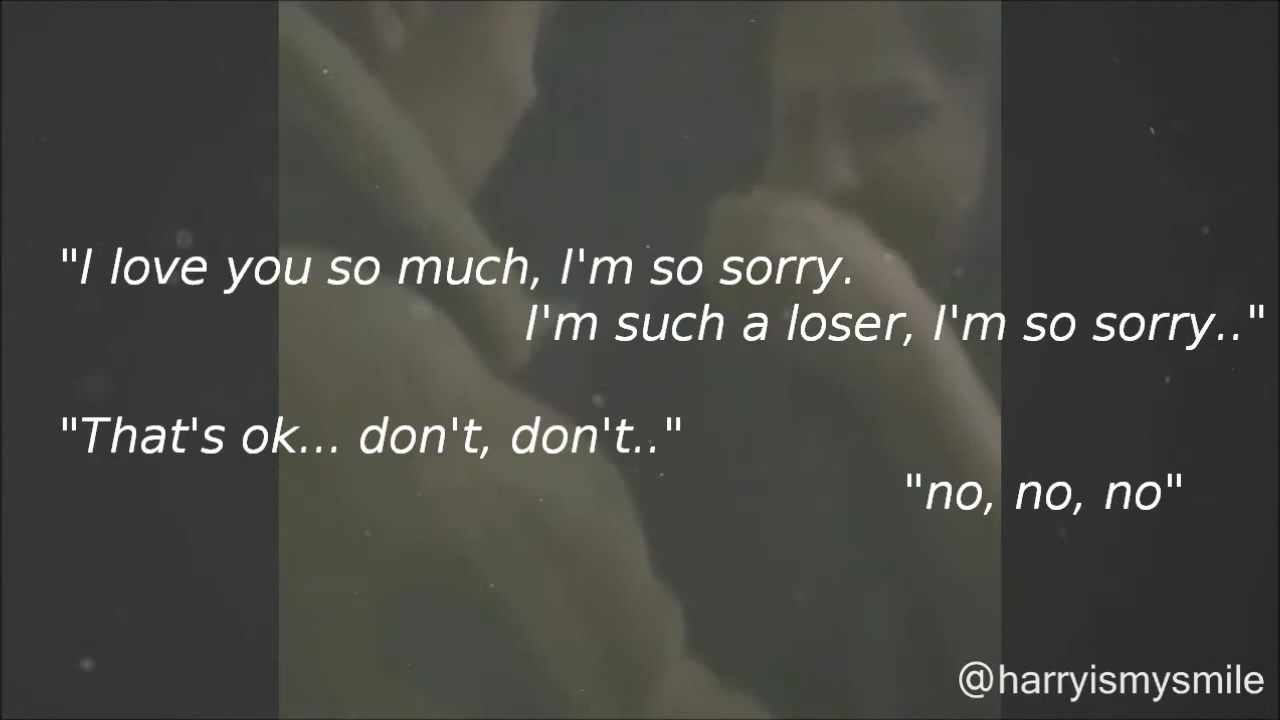 "I love you so much, I'm so sorry.
I'm such a loser, I'm so sorry.."
"That's ok... don't, don't.."
"no, no, no"
@harryismysmile